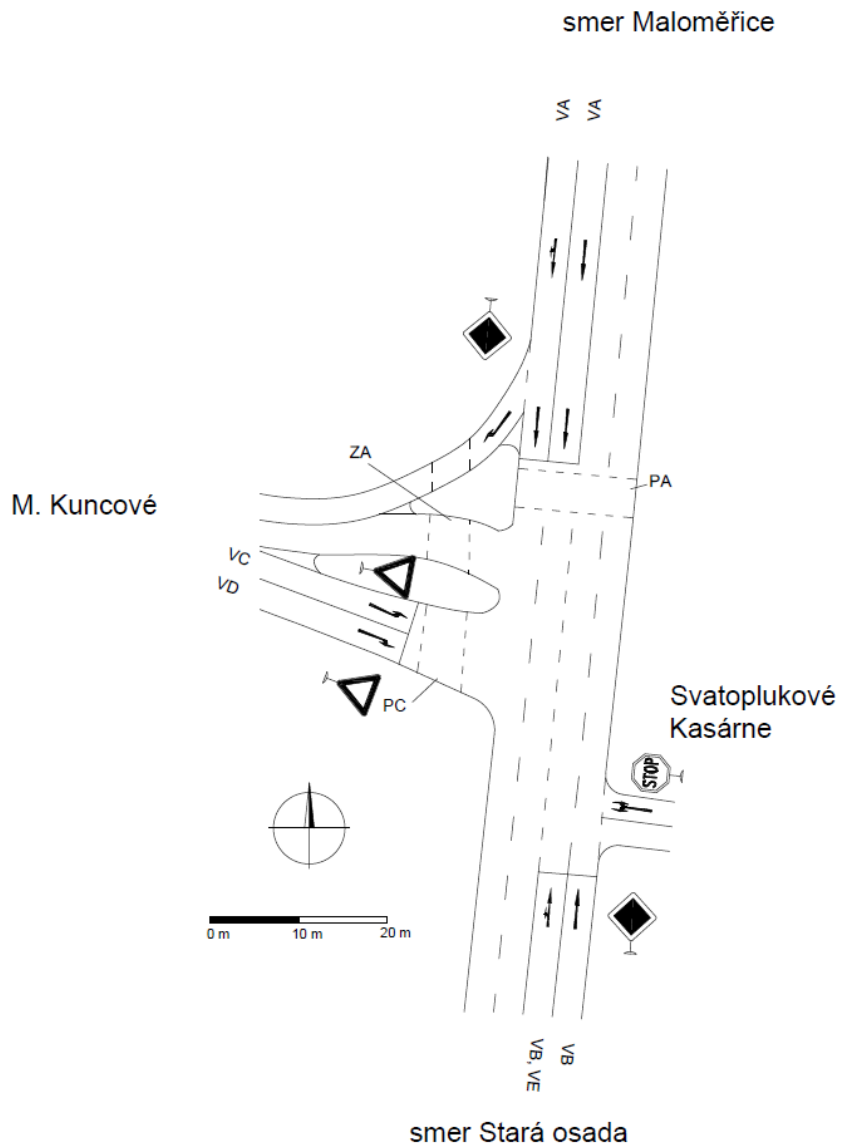 smer Maloměřice
VA
VA
ZA
PA
M. Kuncové
VC
VD
PC
Svatoplukové
Kasárne
STOP
0 m
10 m
20 m
VB, VE
VB
smer Stará osada